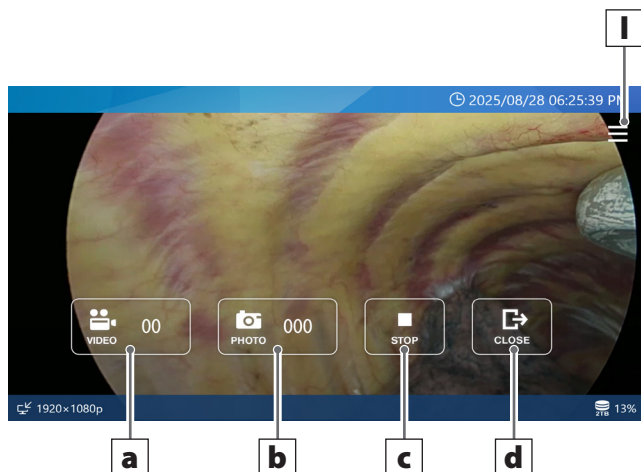 I
2025/08/28 06:25:39 PM
VIDEO 00
PHOTO 000
STOP
CLOSE
1920×1080p
2TB 13%
a b c d